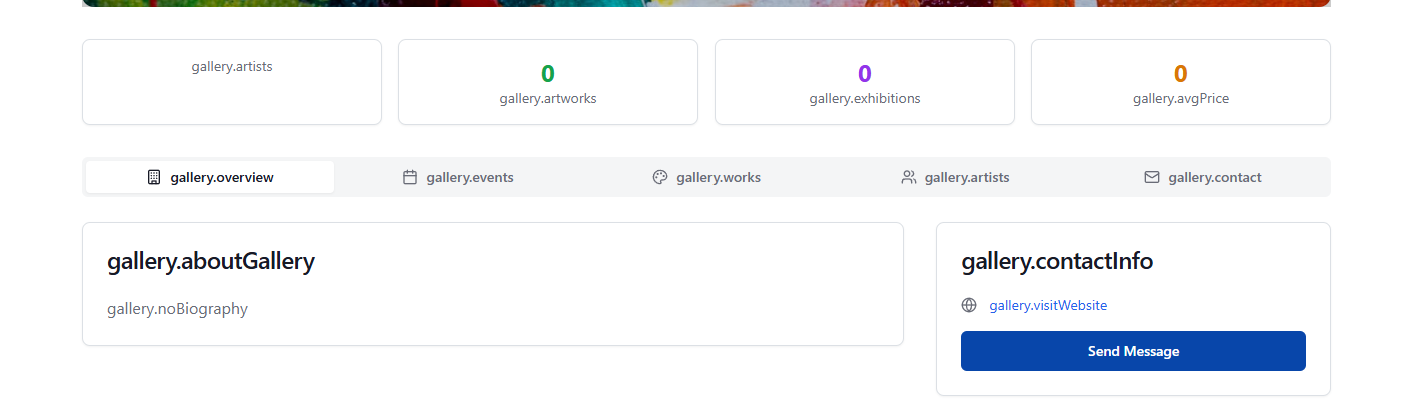 gallery.artists
0
gallery.artworks
0
gallery.exhibitions
0
gallery.avgPrice
gallery.overview
gallery.events
gallery.works
gallery.artists
gallery.contact
gallery.aboutGallery
gallery.noBiography
gallery.contactInfo
gallery.visitWebsite
Send Message